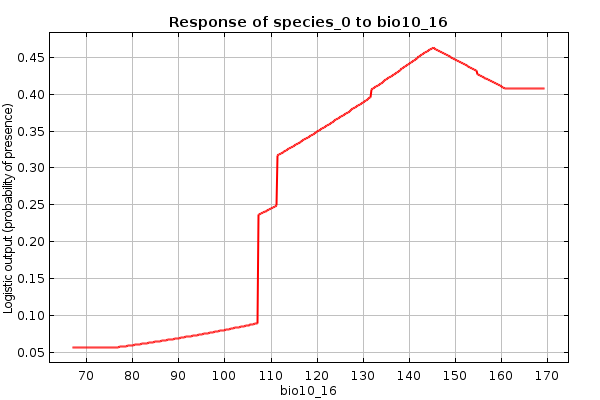 Response of species_0 to bio10_16
Logistic output (probability of presence)
0.45
0.40
0.35
0.30
0.25
0.20
0.15
0.10
0.05
70 80 90 100 110 120 130 140 150 160 170
bio10_16